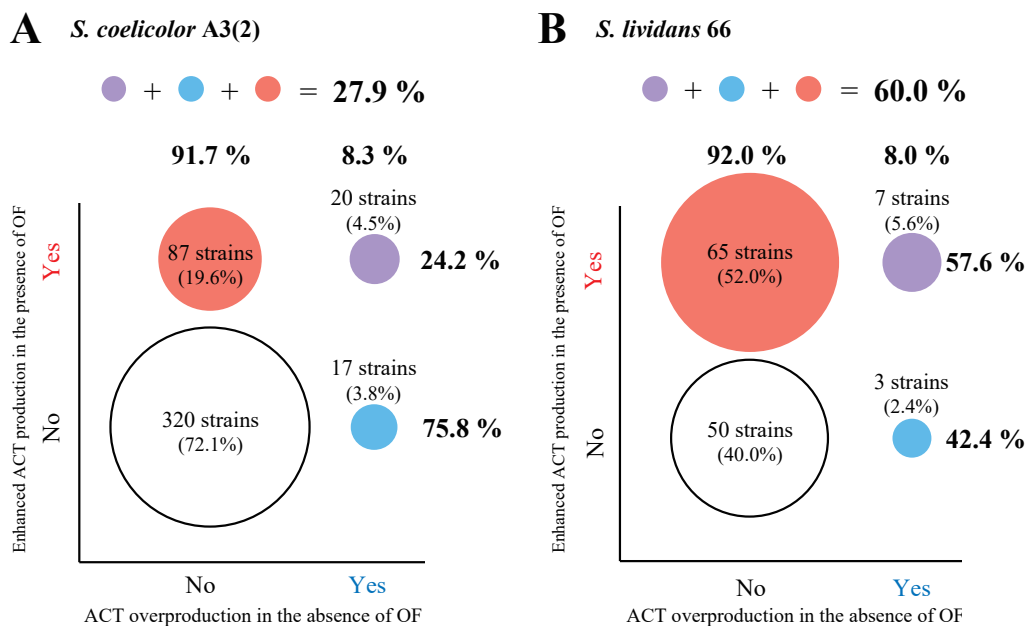 A S. coelicolor A3(2)
+ + = 27.9 %
91.7 % 8.3 %
20 strains
(4.5%)
87 strains
(19.6%)
24.2 %
17 strains
(3.8%)
320 strains
(72.1%)
75.8 %
Yes
No
Enhanced ACT production in the presence of OF
No Yes
ACT overproduction in the absence of OF
B S. lividans 66
+ + = 60.0 %
92.0 % 8.0 %
7 strains
(5.6%)
65 strains
(52.0%)
57.6 %
3 strains
(2.4%)
50 strains
(40.0%)
42.4 %
Yes
No
Enhanced ACT production in the presence of OF
No Yes
ACT overproduction in the absence of OF